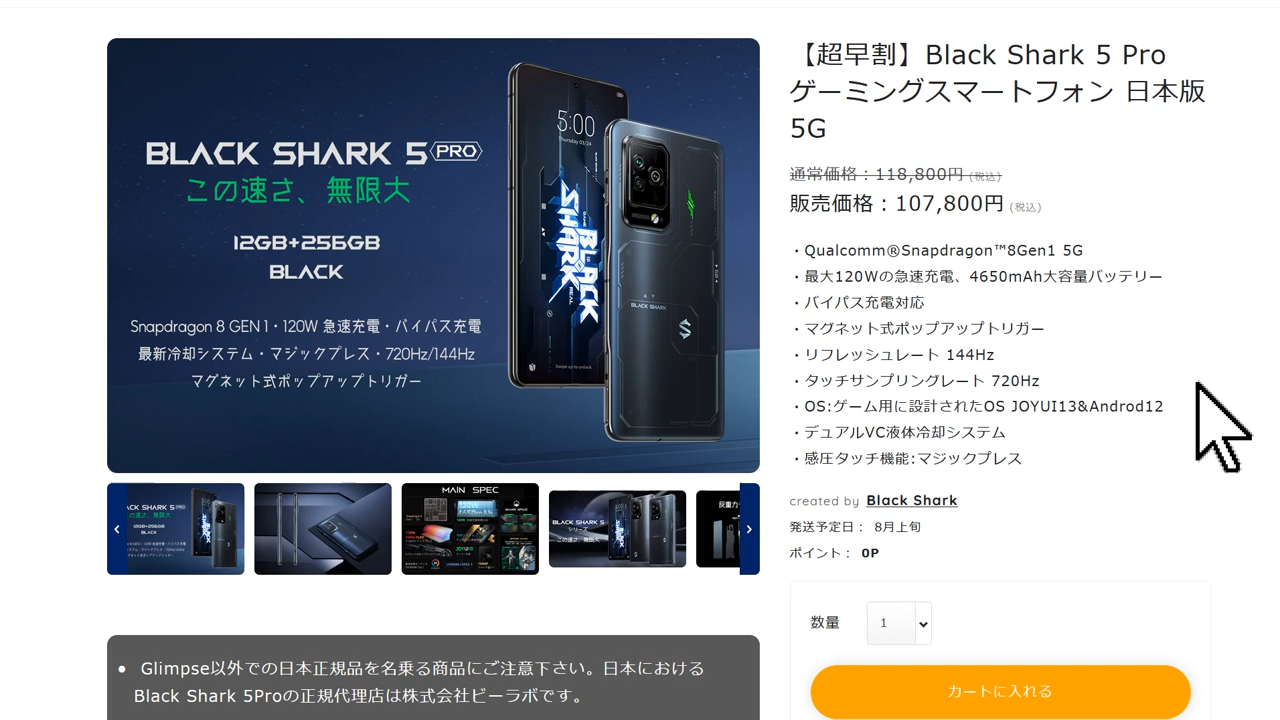 BLACK SHARK 5 PRO
この速さ、無限大
12GB+256GB
BLACK
Snapdragon 8 GEN 1・120W 急速充電・バイパス充電
最新冷却システム・マジックプレス・720Hz/144Hz
マグネット式ポップアップトリガー
5:00
Thursday 03/24
BLACK SHARK
MAIN SPEC
Glimpse以外での日本正規品を名乗る商品にご注意下さい。日本における
Black Shark 5Proの正規代理店は株式会社ビーラボです。
【超早割】Black Shark 5 Pro
ゲーミングスマートフォン 日本版
5G
通常価格：118,800円 (税込)
販売価格：107,800円 (税込)
・Qualcomm®Snapdragon™8Gen1 5G
・最大120Wの急速充電、4650mAh大容量バッテリー
・バイパス充電対応
・マグネット式ポップアップトリガー
・リフレッシュレート 144Hz
・タッチサンプリングレート 720Hz
・OS:ゲーム用に設計されたOS JOYUI13&Androd12
・デュアルVC液体冷却システム
・感圧タッチ機能:マジックプレス
created by Black Shark
発送予定日： 8月上旬
ポイント： 0P
数量 1
カートに入れる